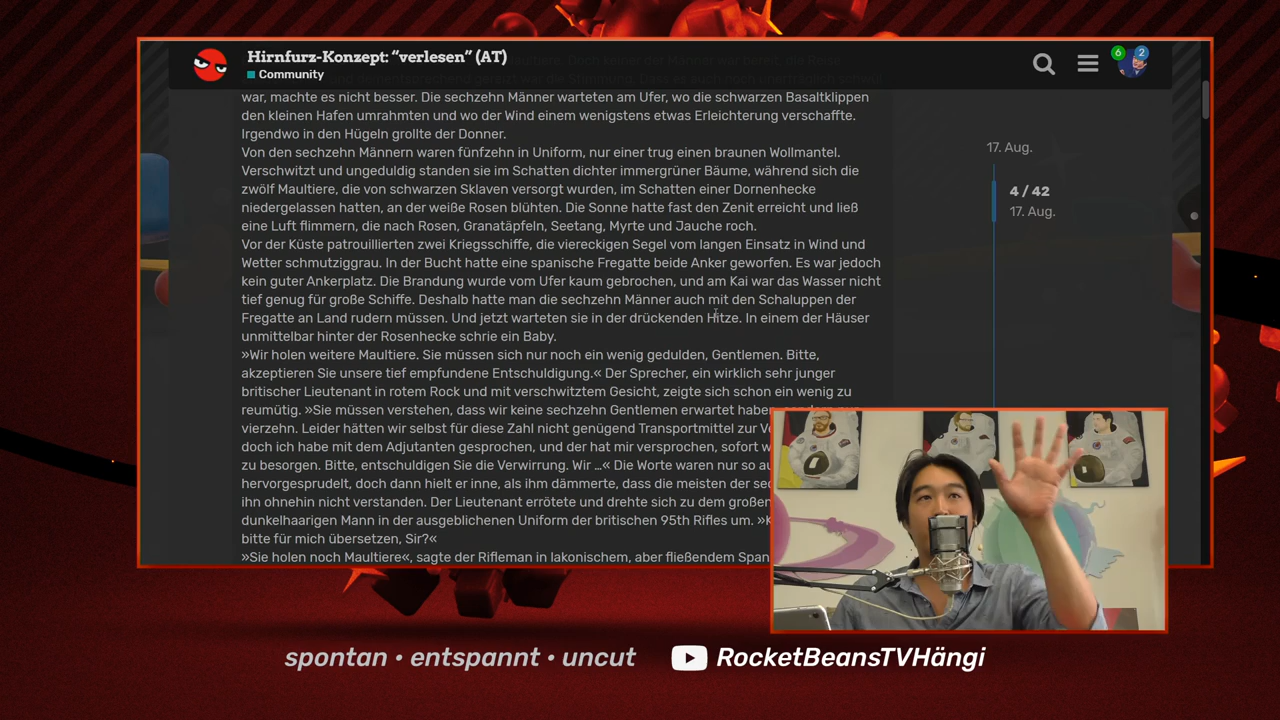 Hirnfurz-Konzept: “verlesen” (AT)
Community
6
2
war, machte es nicht besser. Die sechzehn Männer warteten am Ufer, wo die schwarzen Basaltklippen
den kleinen Hafen umrahmten und wo der Wind einem wenigstens etwas Erleichterung verschaffte.
Irgendwo in den Hügeln grollte der Donner.
Von den sechzehn Männern waren fünfzehn in Uniform, nur einer trug einen braunen Wollmantel.
Verschwitzt und ungeduldig standen sie im Schatten dichter immergrüner Bäume, während sich die
zwölf Maultiere, die von schwarzen Sklaven versorgt wurden, im Schatten einer Dornenhecke
niedergelassen hatten, an der weiße Rosen blühten. Die Sonne hatte fast den Zenit erreicht und ließ
eine Luft flimmern, die nach Rosen, Granatäpfeln, Seetang, Myrte und Jauche roch.
Vor der Küste patrouillierten zwei Kriegsschiffe, die viereckigen Segel vom langen Einsatz in Wind und
Wetter schmutziggrau. In der Bucht hatte eine spanische Fregatte beide Anker geworfen. Es war jedoch
kein guter Ankerplatz. Die Brandung wurde vom Ufer kaum gebrochen, und am Kai war das Wasser nicht
tief genug für große Schiffe. Deshalb hatte man die sechzehn Männer auch mit den Schaluppen der
Fregatte an Land rudern müssen. Und jetzt warteten sie in der drückenden Hitze. In einem der Häuser
unmittelbar hinter der Rosenhecke schrie ein Baby.
»Wir holen weitere Maultiere. Sie müssen sich nur noch ein wenig gedulden, Gentlemen. Bitte,
akzeptieren Sie unsere tief empfundene Entschuldigung.« Der Sprecher, ein wirklich sehr junger
britischer Lieutenant in rotem Rock und mit verschwitztem Gesicht, zeigte sich schon ein wenig zu
reumütig. »Sie müssen verstehen, dass wir keine sechzehn Gentlemen erwartet haben,
vierzehn. Leider hätten wir selbst für diese Zahl nicht genügend Transportmittel zur
doch ich habe mit dem Adjutanten gesprochen, und der hat mir versprochen, sofort
zu besorgen. Bitte, entschuldigen Sie die Verwirrung. Wir …« Die Worte waren nur so
hervorgesprudelt, doch dann hielt er inne, als ihm dämmerte, dass die meisten der
ihn ohnehin nicht verstanden. Der Lieutenant errötete und drehte sich zu dem großen
dunkelhaarigen Mann in der ausgeblichenen Uniform der britischen 95th Rifles um.
bitte für mich übersetzen, Sir?«
»Sie holen noch Maultiere«, sagte der Rifleman in lakonischem, aber fließendem
17. Aug.
4 / 42
17. Aug.
spontan • entspannt • uncut
RocketBeansTVHängi